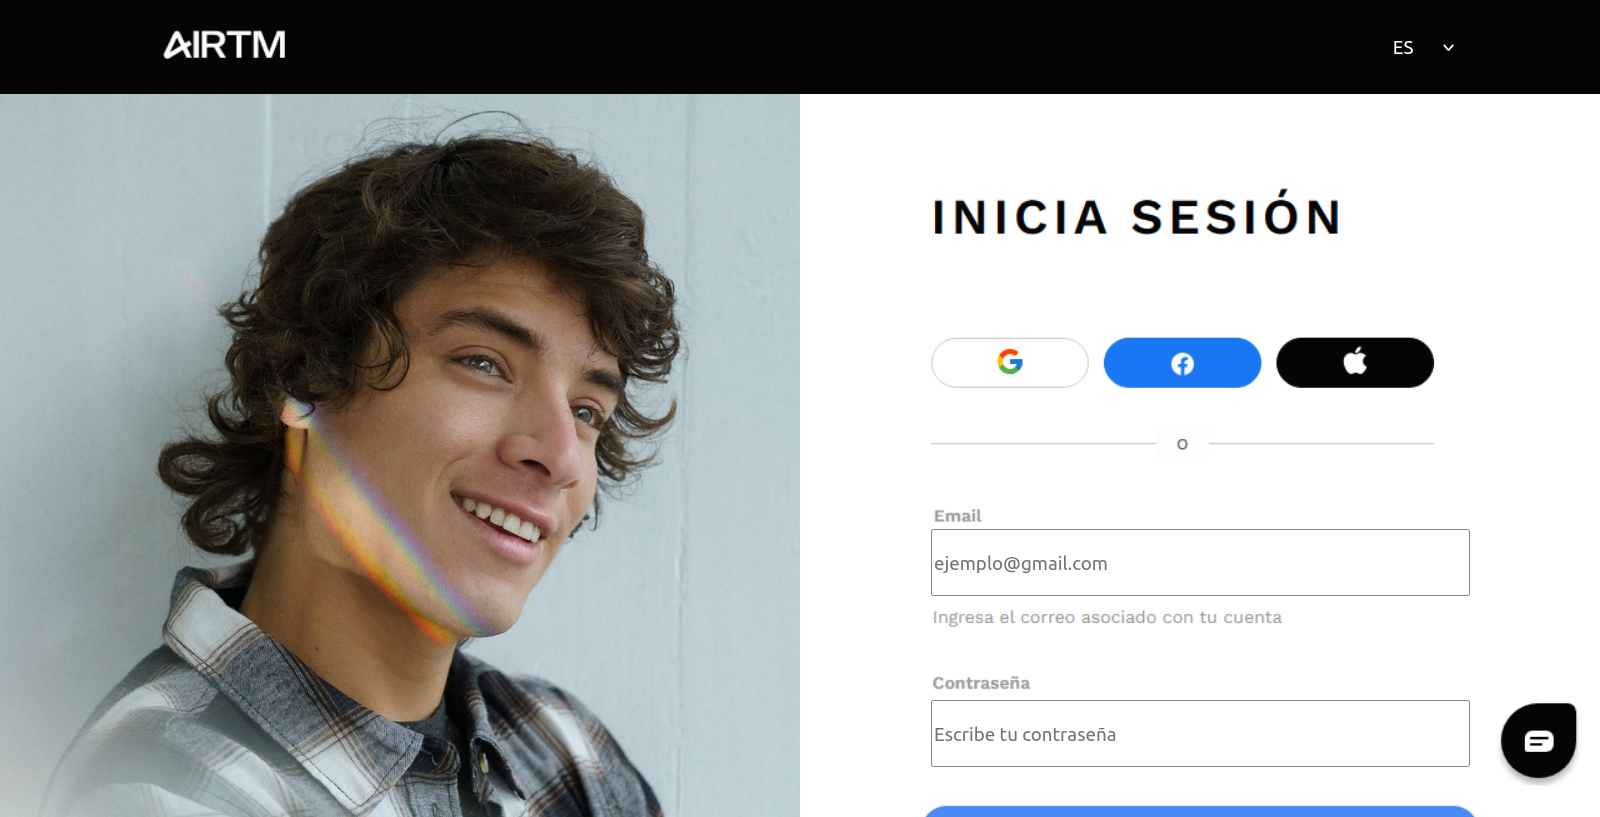 AIRTM
ES
INICIA SESIÓN
O
Email
ejemplo@gmail.com
Ingresa el correo asociado con tu cuenta
Contraseña
Escribe tu contraseña